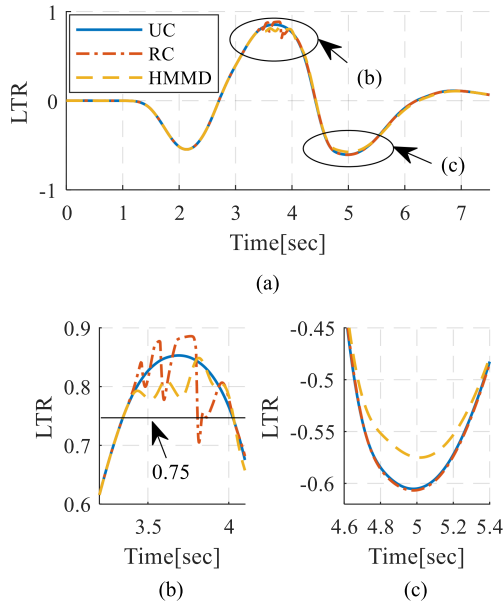 UC
RC
HMMD
LTR
1
0
-1
(b)
(c)
0 1 2 3 4 5 6 7
Time[sec]
(a)
LTR
0.9
0.8
0.7
0.6
0.75
3.5 4
Time[sec]
(b)
LTR
-0.45
-0.5
-0.55
-0.6
4.6 4.8 5 5.2 5.4
Time[sec]
(c)